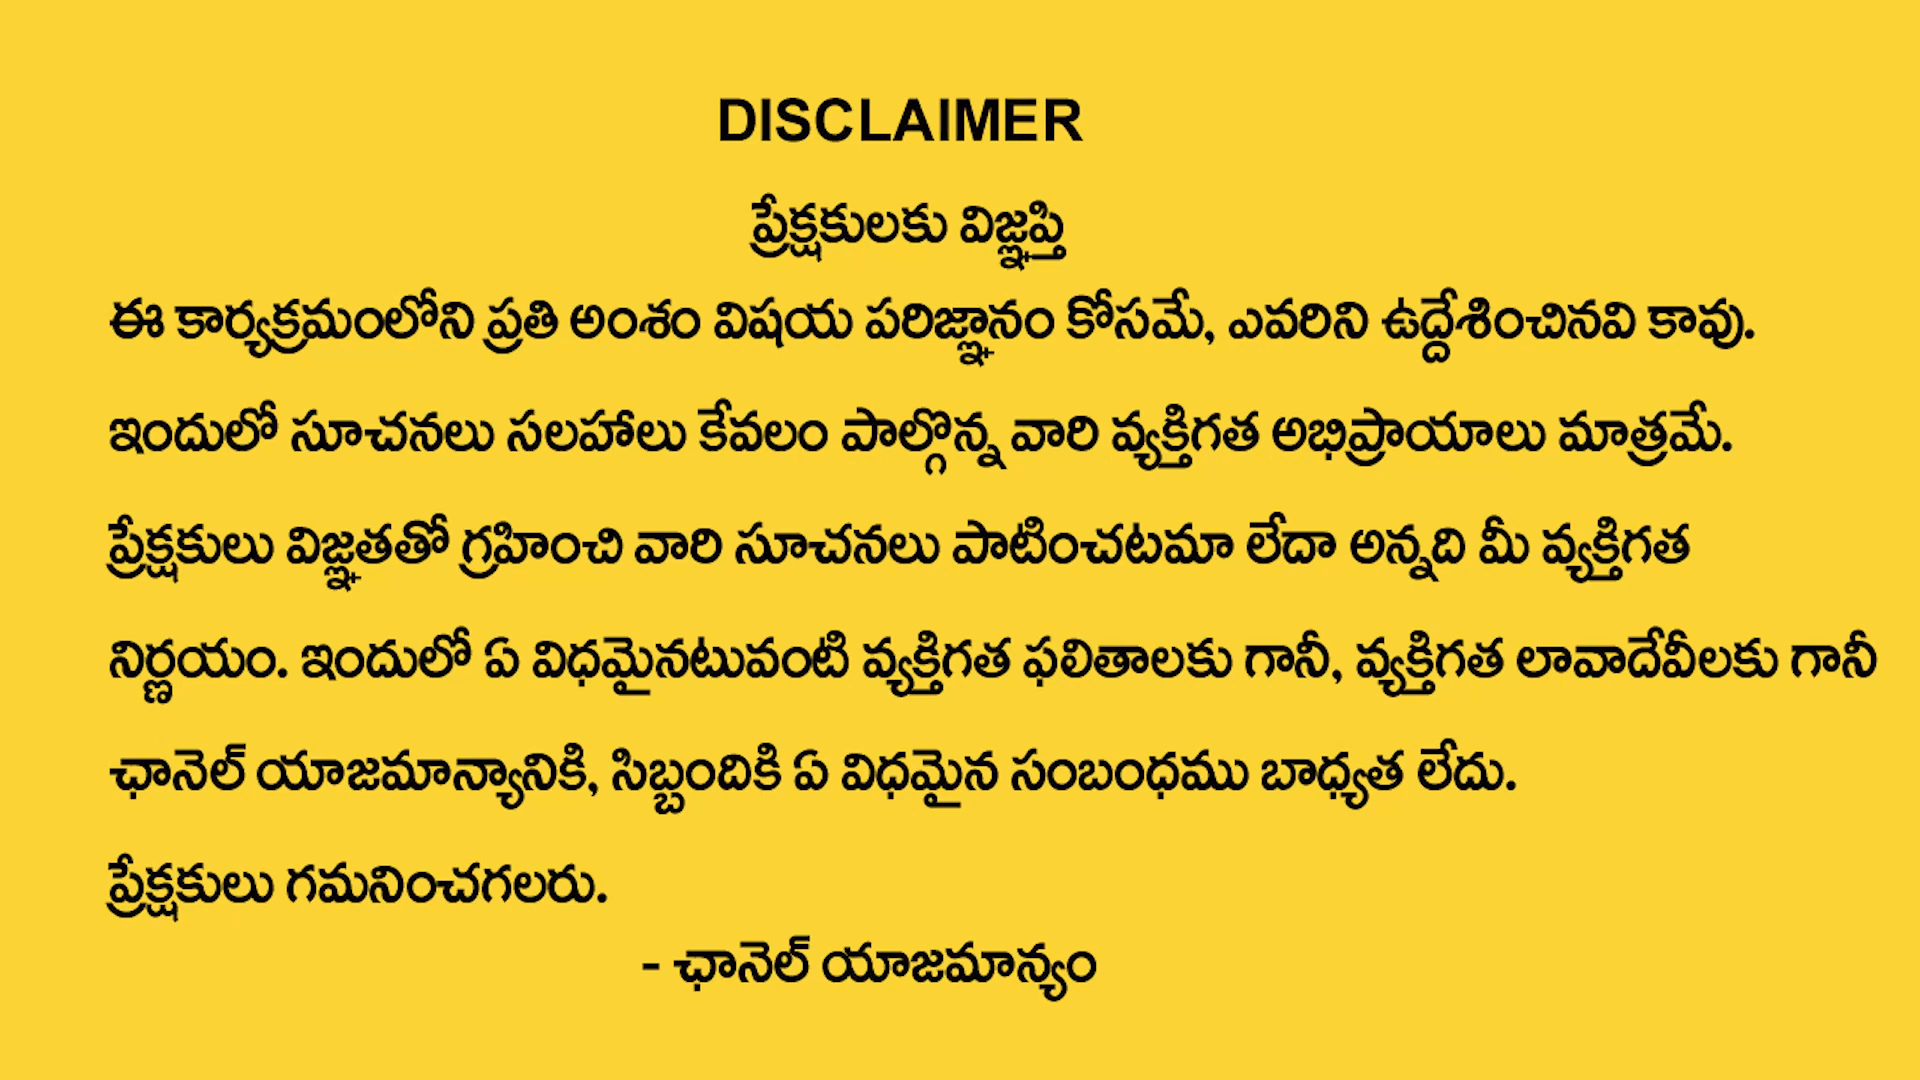 DISCLAIMER
ప్రేక్షకులకు విజ్ఞప్తి
ఈ కార్యక్రమంలోని ప్రతి అంశం విషయ పరిజ్ఞానం కోసమే, ఎవరిని ఉద్దేశించినవి కావు.
ఇందులో సూచనలు సలహాలు కేవలం పాల్గొన్న వారి వ్యక్తిగత అభిప్రాయాలు మాత్రమే.
ప్రేక్షకులు విజ్ఞతతో గ్రహించి వారి సూచనలు పాటించటమా లేదా అన్నది మీ వ్యక్తిగత
నిర్ణయం. ఇందులో ఏ విధమైనటువంటి వ్యక్తిగత ఫలితాలకు గానీ, వ్యక్తిగత లావాదేవీలకు గానీ
ఛానెల్ యాజమాన్యానికి, సిబ్బందికి ఏ విధమైన సంబంధము బాధ్యత లేదు.
ప్రేక్షకులు గమనించగలరు.
- ఛానెల్ యాజమాన్యం